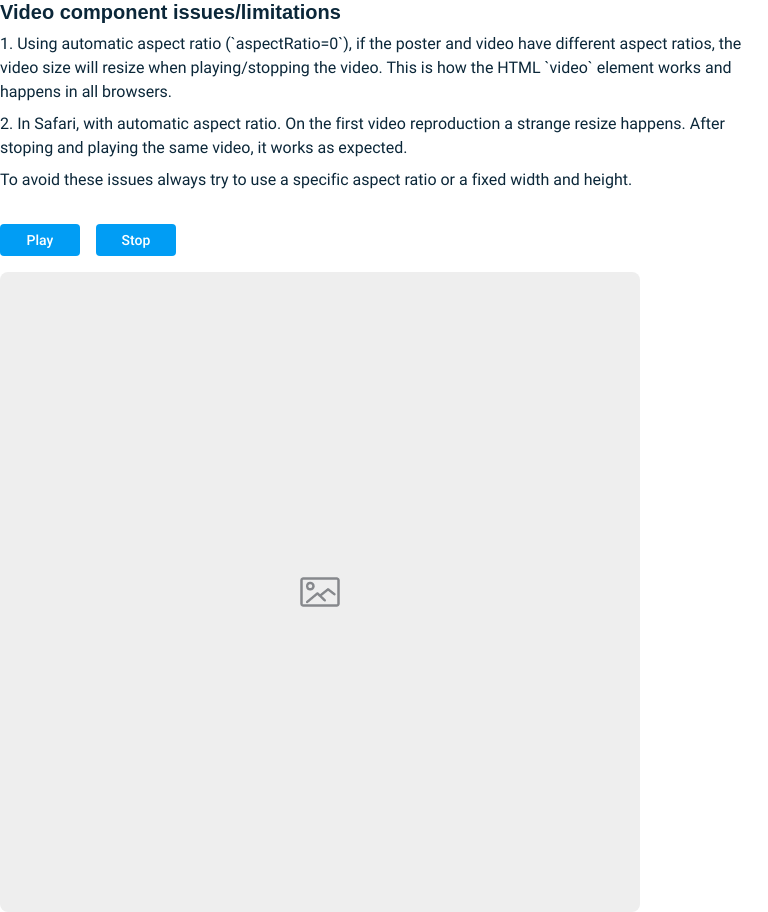 Video component issues/limitations
1. Using automatic aspect ratio (`aspectRatio=0`), if the poster and video have different aspect ratios, the
video size will resize when playing/stopping the video. This is how the HTML `video` element works and
happens in all browsers.
2. In Safari, with automatic aspect ratio. On the first video reproduction a strange resize happens. After
stoping and playing the same video, it works as expected.
To avoid these issues always try to use a specific aspect ratio or a fixed width and height.
Play Stop